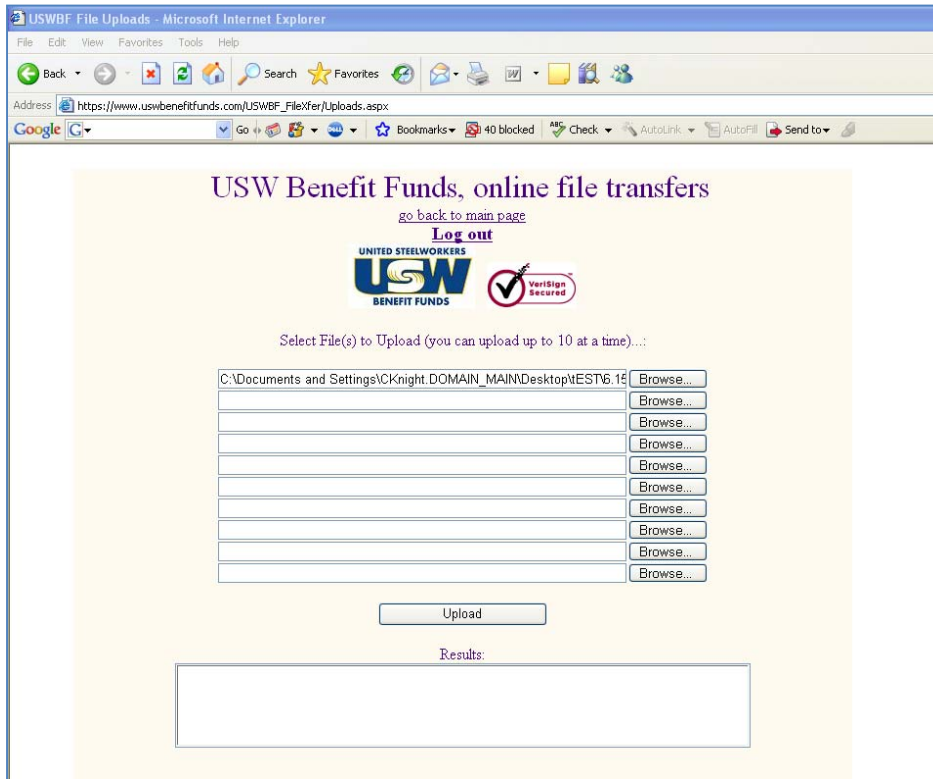 USWBF File Uploads - Microsoft Internet Explorer
File Edit View Favorites Tools Help
Back Search Favorites
Address https://www.uswbenefitfunds.com/USWBF_FileXfer/Uploads.aspx
Google G Go Bookmarks 40 blocked ABC Check AutoLink AutoFill Send to
USW Benefit Funds, online file transfers
go back to main page
Log out
UNITED STEELWORKERS
USW
BENEFIT FUNDS
VeriSign
Secured
Select File(s) to Upload (you can upload up to 10 at a time)...:
C:\Documents and Settings\CKnight.DOMAIN_MAIN\Desktop\tEST\6.15 Browse...
Browse...
Browse...
Browse...
Browse...
Browse...
Browse...
Browse...
Browse...
Browse...
Upload
Results: